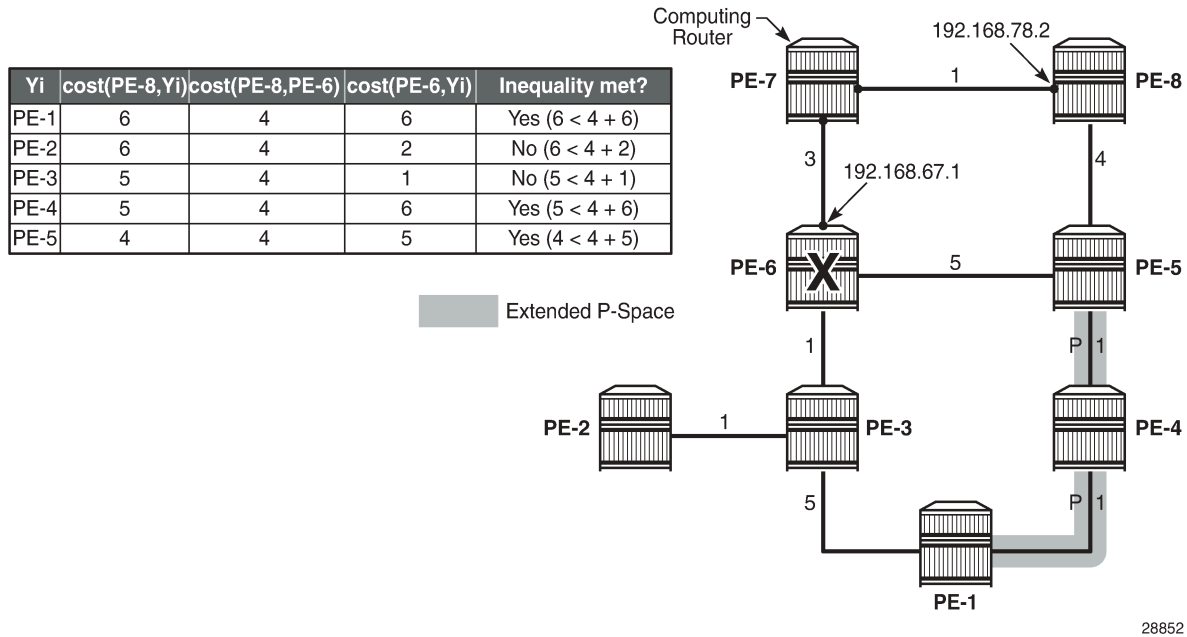 Computing
Router
192.168.78.2
PE-7
1
PE-8
Yi cost(PE-8,Yi) cost(PE-8,PE-6) cost(PE-6,Yi) Inequality met?
PE-1 6 4 6 Yes (6 < 4 + 6)
PE-2 6 4 2 No (6 < 4 + 2)
PE-3 5 4 1 No (5 < 4 + 1)
PE-4 5 4 6 Yes (5 < 4 + 6)
PE-5 4 4 5 Yes (4 < 4 + 5)
3
192.168.67.1
4
PE-6
X
5
PE-5
Extended P-Space
1
P 1
PE-2
1
PE-3
PE-4
5
P 1
PE-1
28852